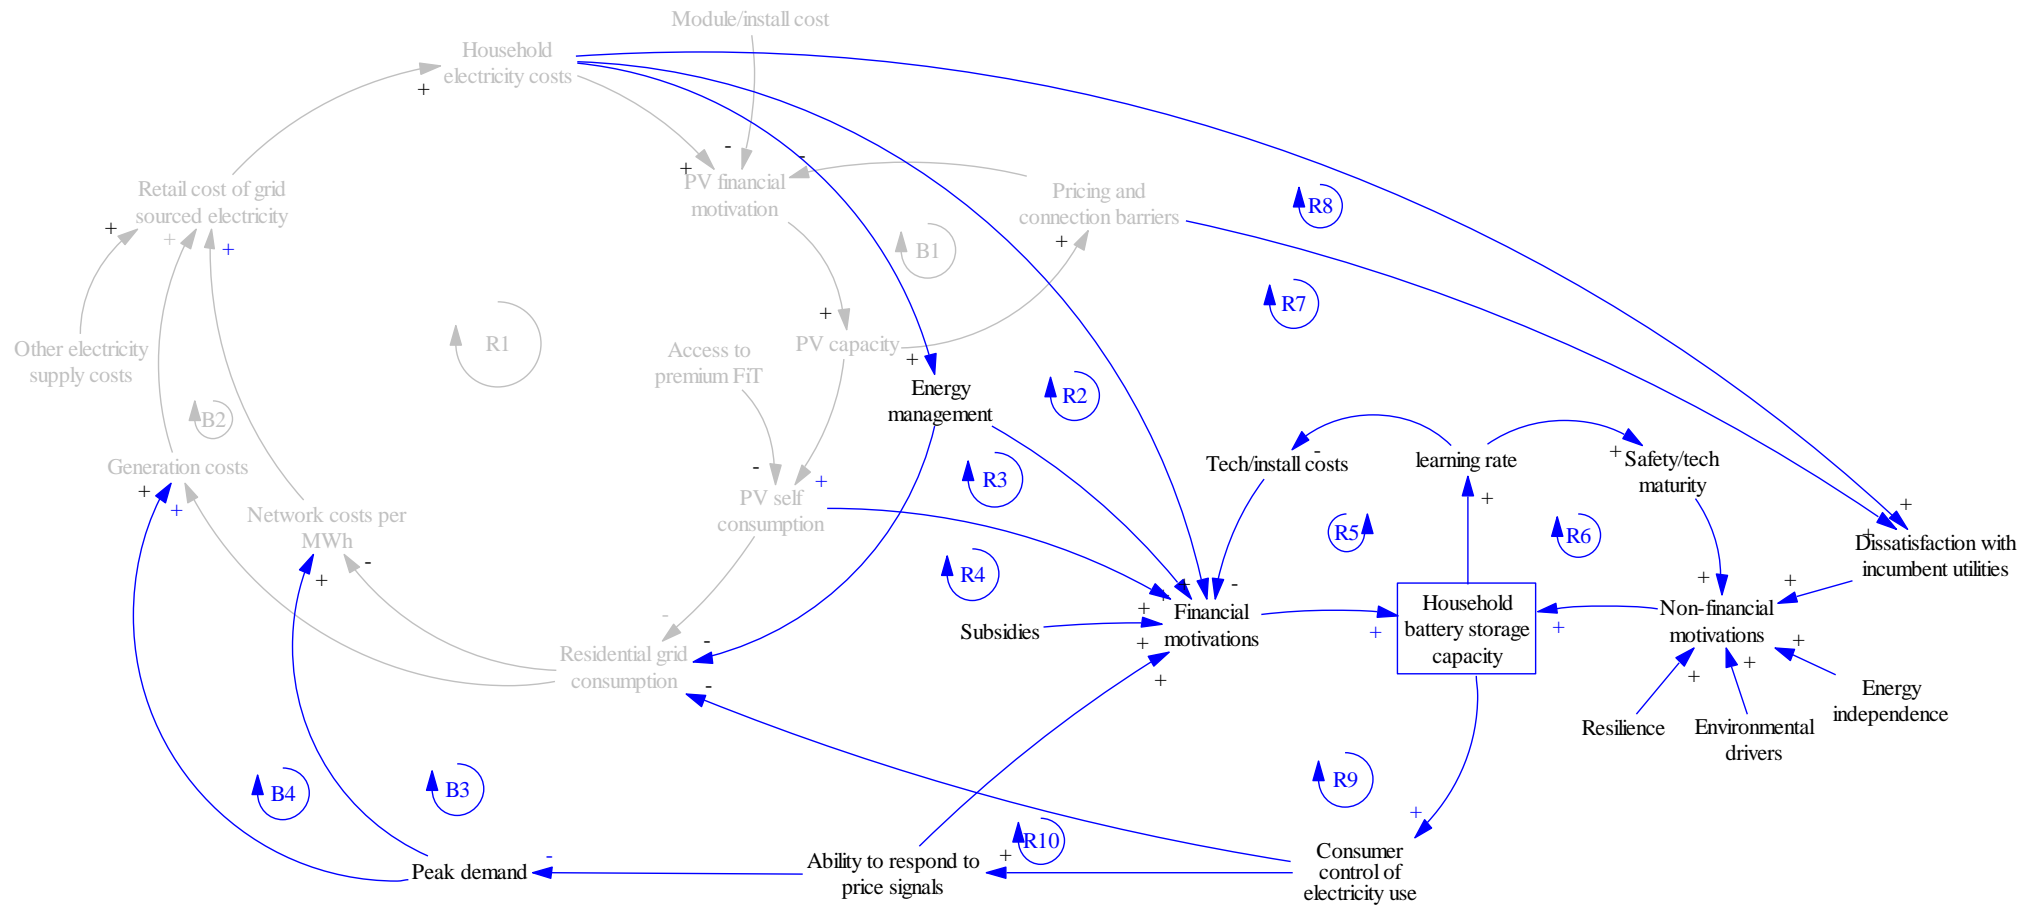 Module/install cost
Household
electricity costs
-
+
-
+
-
PV financial
motivation
Retail cost of grid
sourced electricity
Pricing and
connection barriers
R8
+
+
+
B1
+
R7
+
R1
PV capacity
Other electricity
supply costs
Access to
premium FiT
+
Energy
management
R2
B2
Generation costs
+
+
-
PV self
consumption
+
R3
Tech/install costs
-
learning rate
+
Safety/tech
maturity
+
+
Network costs per
MWh
-
+
R5
R6
+
Dissatisfaction with
incumbent utilities
R4
+
+
-
+
+
Financial
motivations
Household
battery storage
capacity
Non-financial
motivations
-
-
Subsidies
+
+
+
+
+
Residential grid
consumption
-
+
+
+
Energy
independence
Resilience
Environmental
drivers
B4
B3
R9
+
R10
+
Peak demand
-
Ability to respond to
price signals
Consumer
control of
electricity use